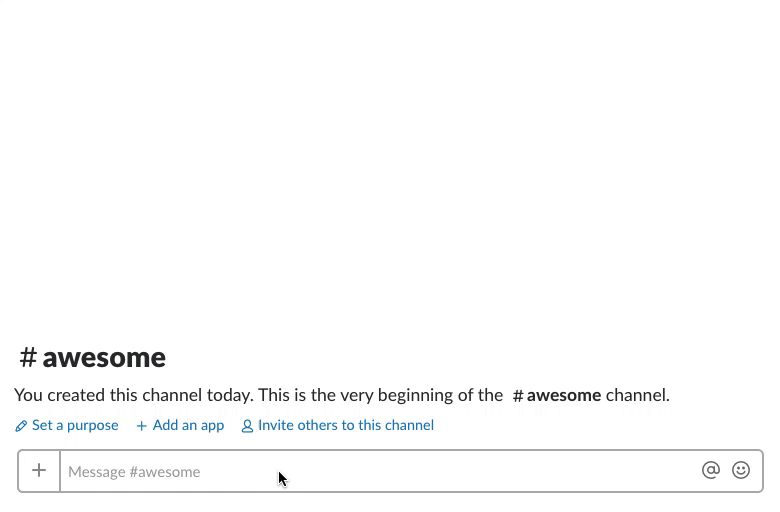 # awesome
You created this channel today. This is the very beginning of the # awesome channel.
Set a purpose + Add an app Invite others to this channel
+ Message #awesome @